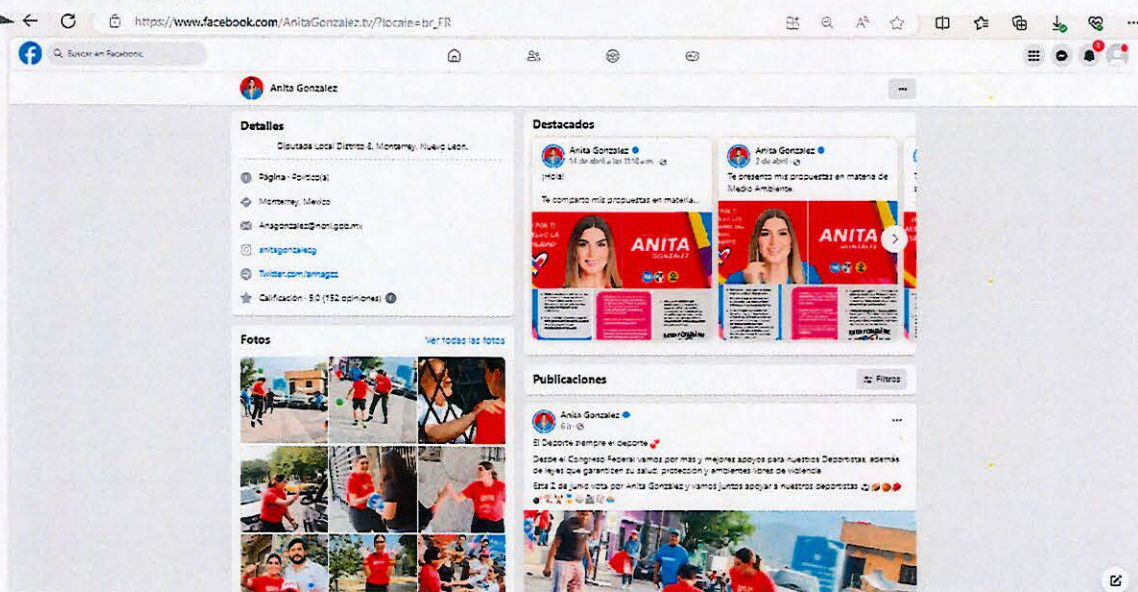 https://www.facebook.com/AnitaGonzalez.tv/?locale=br_FR
Buscar en Facebook
Anita Gonzalez
Detalles
Diputada Local Distrito 8, Monterrey, Nuevo León.
Página · Político(a)
Monterrey, Mexico
Anagonzalez@hcnl.gob.mx
anitagonzalezg
Twitter.com/annagzz
Calificación · 5,0 (152 opiniones)
Fotos
Ver todas las fotos
Destacados
Anita Gonzalez
14 de abril a las 11:18 a.m.
¡Hola!
Te comparto mis propuestas en materia...
ANITA
GONZÁLEZ
Anita Gonzalez
2 de abril
Te presento mis propuestas en materia de
Medio Ambiente.
ANITA
GONZÁLEZ
Publicaciones
Filtros
Anita Gonzalez
6 h
El Deporte siempre el deporte
Desde el Congreso Federal vamos por más y mejores apoyos para nuestros Deportistas, además
de leyes que garanticen su salud, protección y ambientes libres de violencia
Este 2 de junio vota por Anita González y vamos juntos apoyar a nuestros deportistas